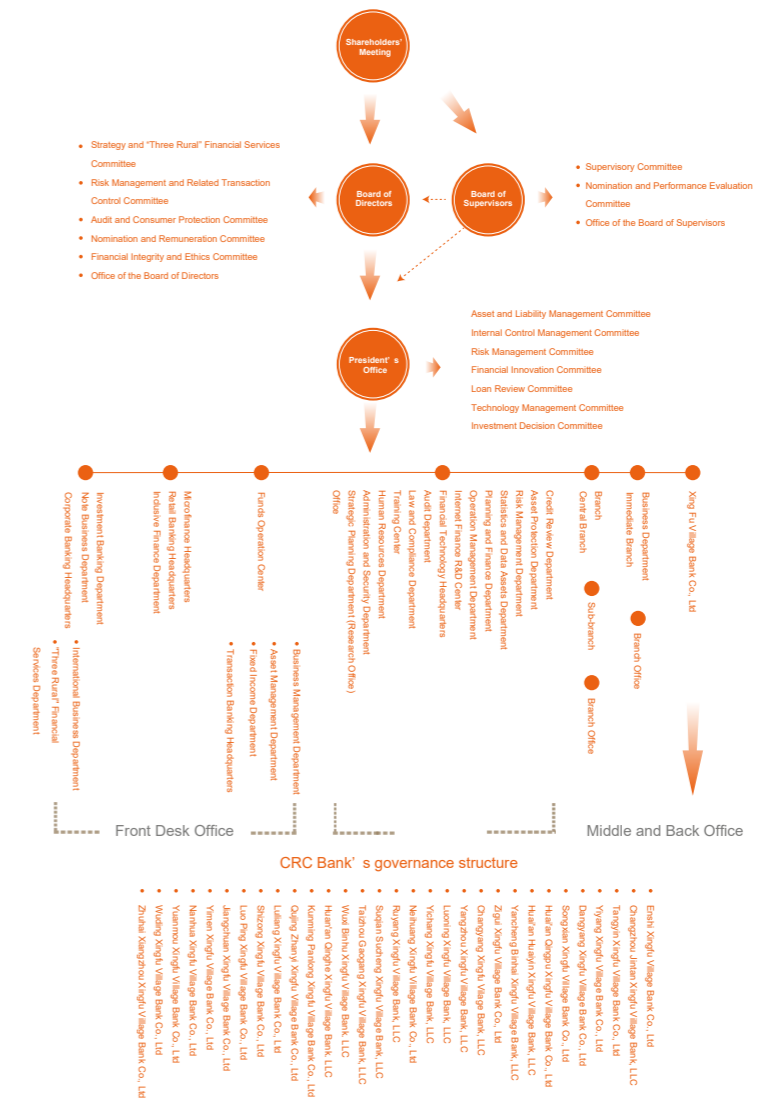 Shareholders'
Meeting
• Strategy and “Three Rural” Financial Services
Committee
• Risk Management and Related Transaction
Control Committee
• Audit and Consumer Protection Committee
• Nomination and Remuneration Committee
• Financial Integrity and Ethics Committee
• Office of the Board of Directors
Board of
Directors
Board of
Supervisors
• Supervisory Committee
• Nomination and Performance Evaluation
Committee
• Office of the Board of Supervisors
President’ s
Office
Asset and Liability Management Committee
Internal Control Management Committee
Risk Management Committee
Financial Innovation Committee
Loan Review Committee
Technology Management Committee
Investment Decision Committee
Corporate Banking Headquarters
Note Business Department
Investment Banking Department
Inclusive Finance Department
Retail Banking Headquarters
Microfinance Headquarters
Funds Operation Center
Office
Strategic Planning Department (Research Office)
Administration and Security Department
Human Resources Department
Training Center
Law and Compliance Department
Audit Department
Financial Technology Headquarters
Internet Finance R&D Center
Operation Management Department
Planning and Finance Department
Statistics and Data Assets Department
Risk Management Department
Asset Protection Department
Credit Review Department
Central Branch
Branch
Immediate Branch
Business Department
Xing Fu Village Bank Co., Ltd
Sub-branch
Branch Office
Branch Office
• "Three Rural" Financial
Services Department
• International Business Department
• Transaction Banking Headquarters
• Fixed Income Department
• Asset Management Department
• Business Management Department
Front Desk Office
Middle and Back Office
CRC Bank’ s governance structure
• Zhuhai Xiangzhou Xingfu Village Bank Co., Ltd
• Wuding Xingfu Village Bank Co., Ltd
• Yuanmou Xingfu Village Bank Co., Ltd
• Nanhua Xingfu Village Bank Co., Ltd
• Yimen Xingfu Village Bank Co., Ltd
• Jiangchuan Xingfu Village Bank Co., Ltd
• Luo Ping Xingfu Village Bank Co., Ltd
• Shizong Xingfu Village Bank Co., Ltd
• Luliang Xingfu Village Bank Co., Ltd
• Qujing Zhanyi Xingfu Village Bank Co., Ltd
• Kunming Panlong Xingfu Village Bank Co., Ltd
• Huan'an Qinghe Xingfu Village Bank, LLC
• Wuxi Binhu Xingfu Village Bank, LLC
• Taizhou Gaogang Xingfu Village Bank, LLC
• Suqian Sucheng Xingfu Village Bank, LLC
• Ruyang Xingfu Village Bank, LLC
• Neihuang Xingfu Village Bank Co., Ltd
• Yichang Xingfu Village Bank, LLC
• Luoning Xingfu Village Bank, LLC
• Yangzhou Xingfu Village Bank, LLC
• Changyang Xingfu Village Bank, LLC
• Zigui Xingfu Village Bank Co., Ltd
• Yancheng Binhai Xingfu Village Bank, LLC
• Huai'an Huaiyin Xingfu Village Bank, LLC
• Huai'an Qingpu Xingfu Village Bank Co., Ltd
• Songxian Xingfu Village Bank Co., Ltd
• Dangyang Xingfu Village Bank Co., Ltd
• Yiyang Xingfu Village Bank Co., Ltd
• Tangyin Xingfu Village Bank Co., Ltd
• Changzhou Jintan Xingfu Village Bank, LLC
• Enshi Xingfu Village Bank Co., Ltd